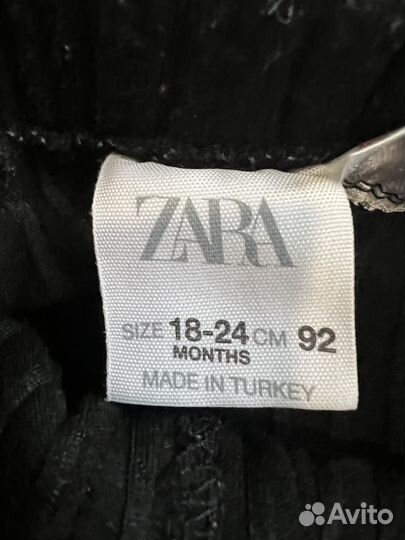 ZARA
SIZE 18-24 CM 92
MONTHS
MADE IN TURKEY
Avito